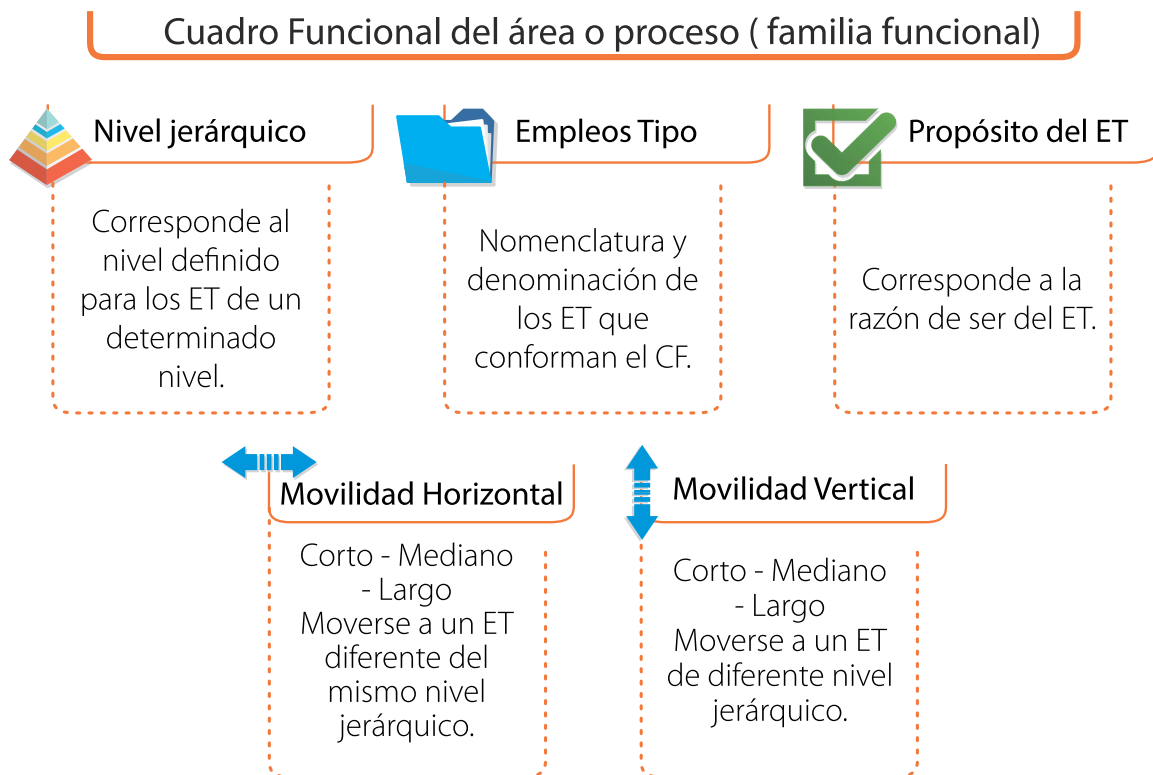 Cuadro Funcional del área o proceso ( familia funcional)
Nivel jerárquico
Corresponde al
nivel definido
para los ET de un
determinado
nivel.
Empleos Tipo
Nomenclatura y
denominación de
los ET que
conforman el CF.
Propósito del ET
Corresponde a la
razón de ser del ET.
Movilidad Horizontal
Corto - Mediano
- Largo
Moverse a un ET
diferente del
mismo nivel
jerárquico.
Movilidad Vertical
Corto - Mediano
- Largo
Moverse a un ET
de diferente nivel
jerárquico.